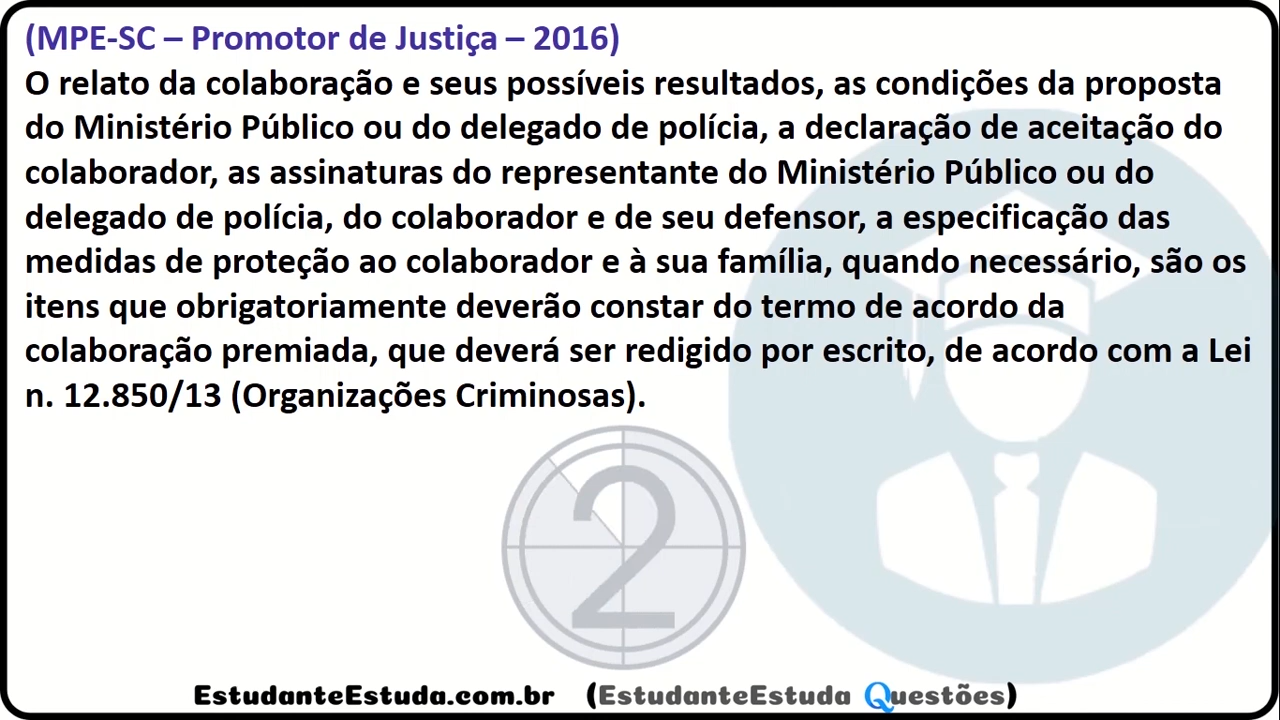 (MPE-SC – Promotor de Justiça – 2016)
O relato da colaboração e seus possíveis resultados, as condições da proposta
do Ministério Público ou do delegado de polícia, a declaração de aceitação do
colaborador, as assinaturas do representante do Ministério Público ou do
delegado de polícia, do colaborador e de seu defensor, a especificação das
medidas de proteção ao colaborador e à sua família, quando necessário, são os
itens que obrigatoriamente deverão constar do termo de acordo da
colaboração premiada, que deverá ser redigido por escrito, de acordo com a Lei
n. 12.850/13 (Organizações Criminosas).
2
EstudanteEstuda.com.br (EstudanteEstuda Questões)